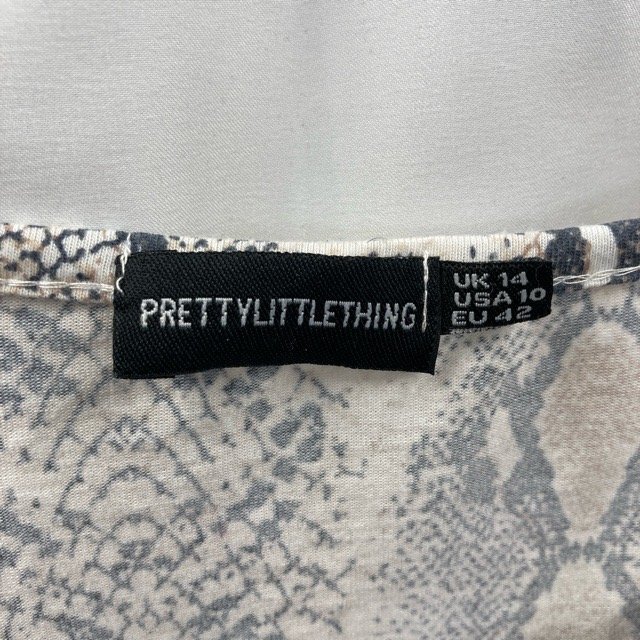 PRETTYLITTLETHING
UK 14
USA 10
EU 42